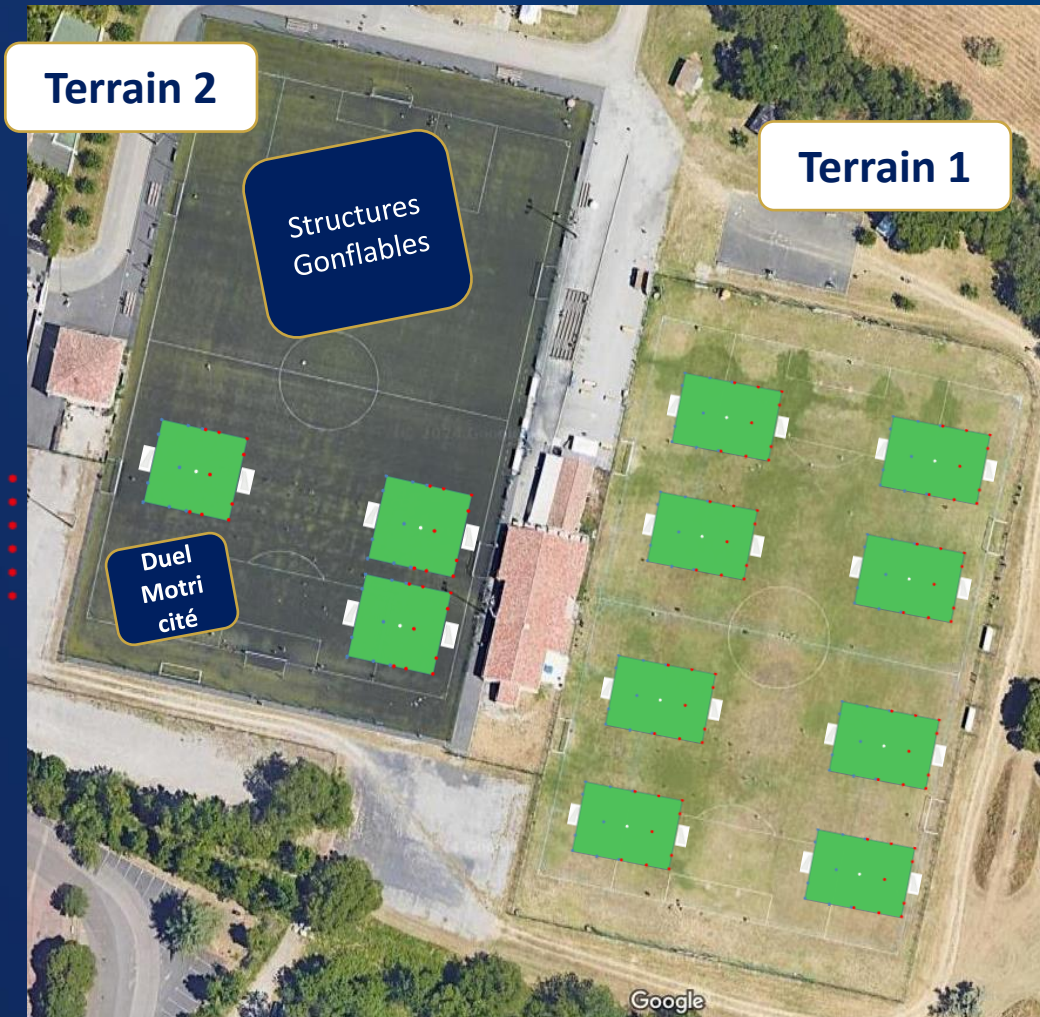 Terrain 2
Terrain 1
Structures
Gonflables
Duel
Motri
cité
Google